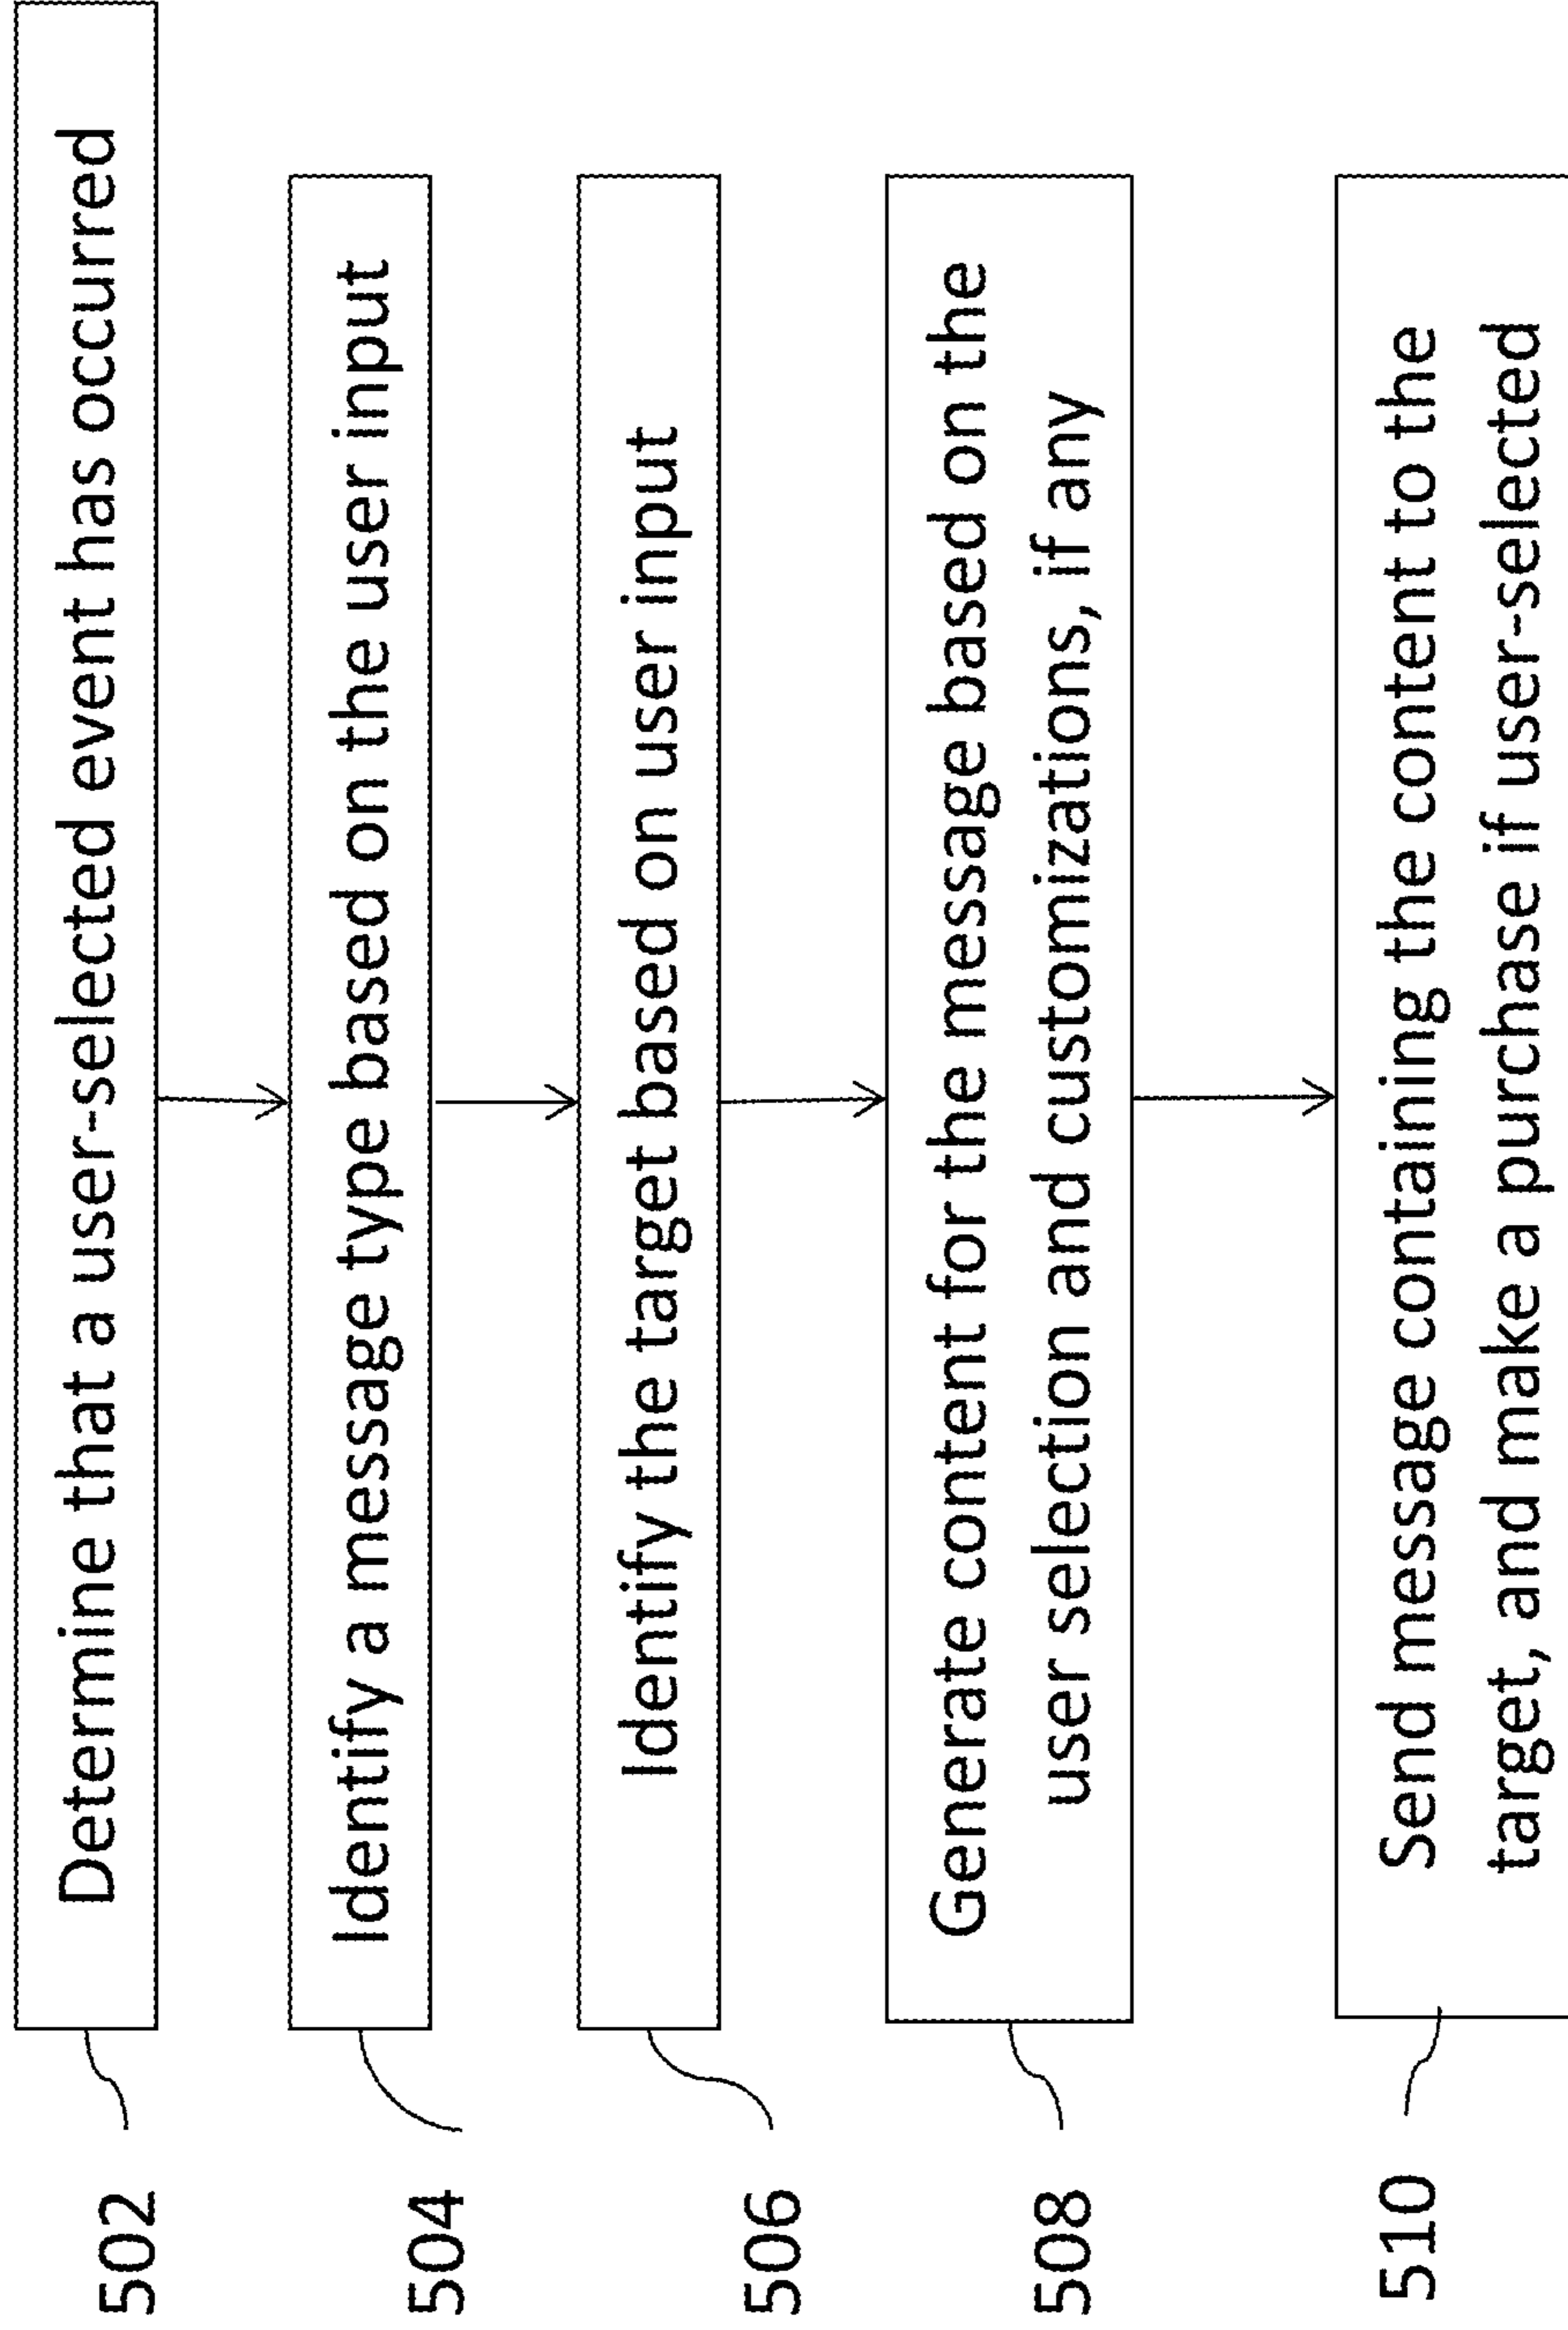 502
Determine that a user-selected event has occurred
504
Identify a message type based on the user input
506
Identify the target based on user input
508
Generate content for the message based on the
user selection and customizations, if any
510
Send message containing the content to the
target, and make a purchase if user-selected